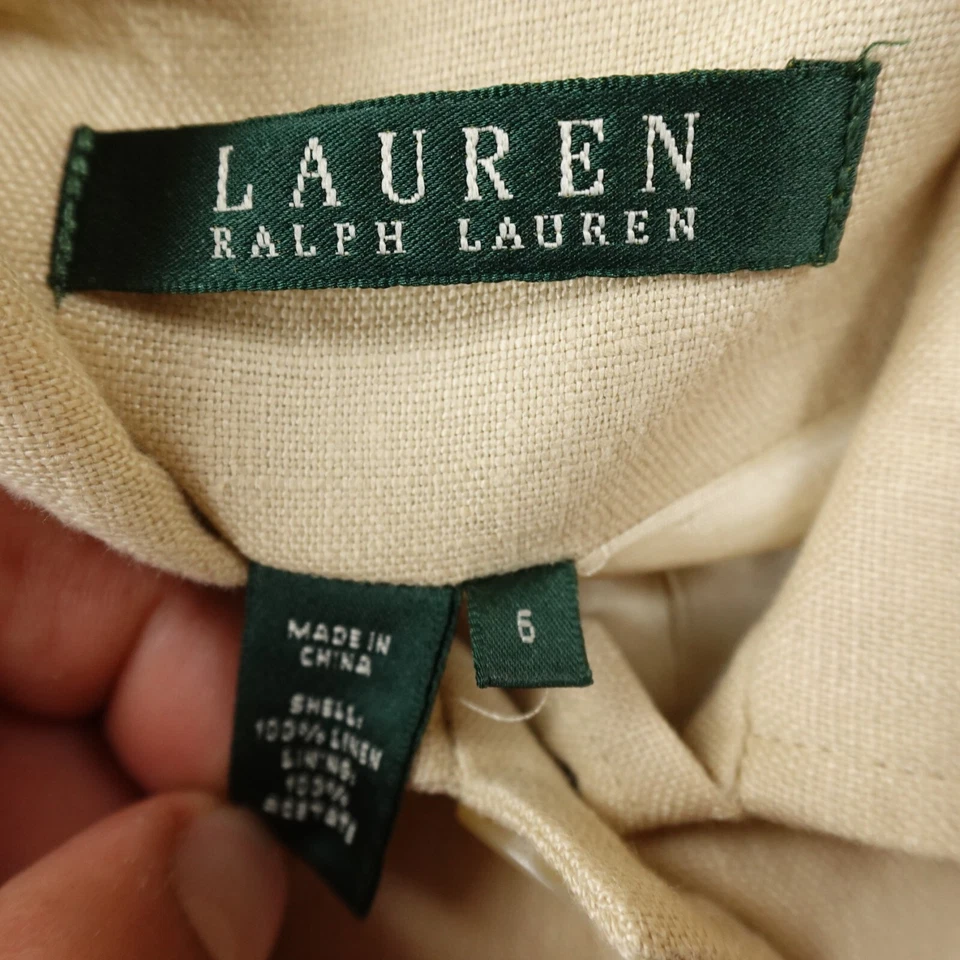 LAUREN
RALPH LAUREN
6
MADE IN
CHINA
SHELL:
100% LINEN
LINING:
100%
ACETATE